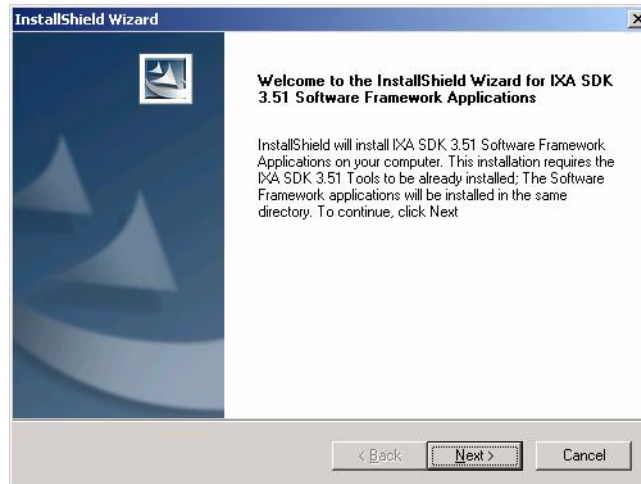 InstallShield Wizard
Welcome to the InstallShield Wizard for IXA SDK
3.51 Software Framework Applications
InstallShield will install IXA SDK 3.51 Software Framework
Applications on your computer. This installation requires the
IXA SDK 3.51 Tools to be already installed; The Software
Framework applications will be installed in the same
directory. To continue, click Next
< Back Next > Cancel